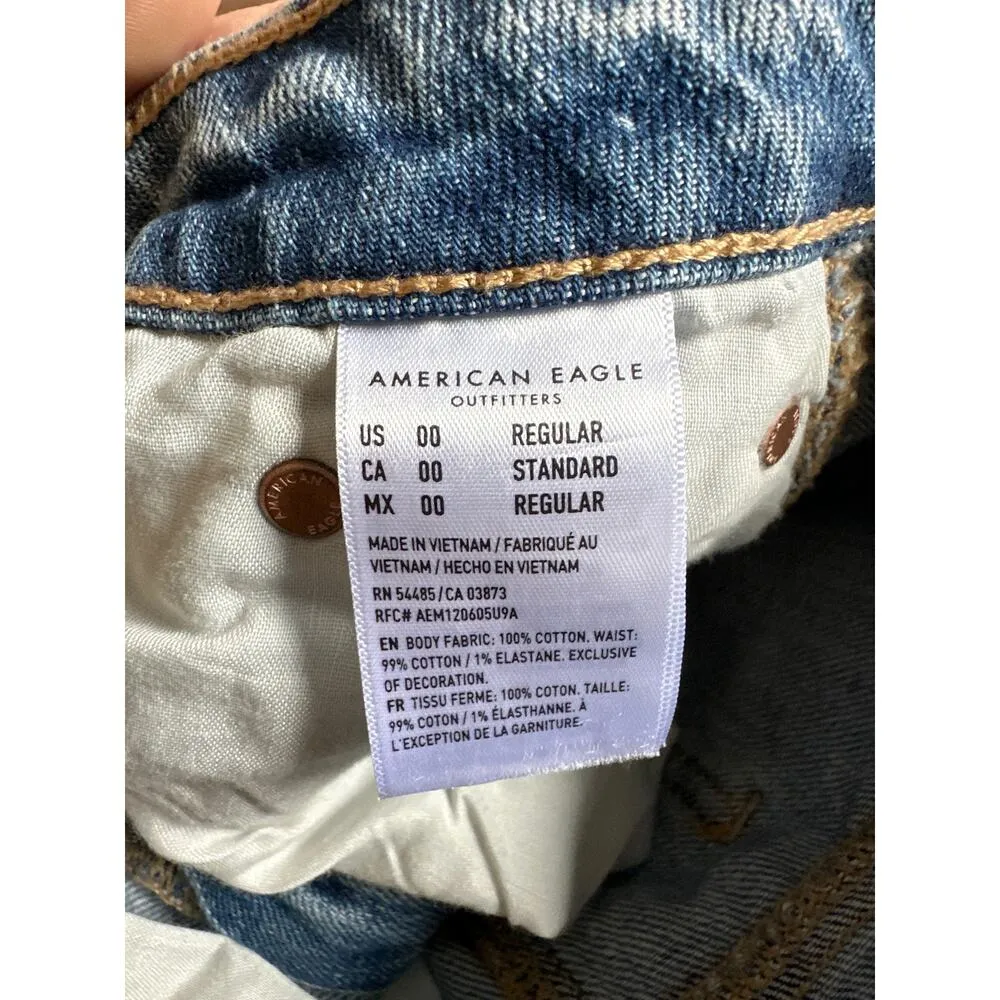 AMERICAN EAGLE
OUTFITTERS
US 00 REGULAR
CA 00 STANDARD
MX 00 REGULAR
MADE IN VIETNAM / FABRIQUÉ AU
VIETNAM / HECHO EN VIETNAM
RN 54485 / CA 03873
RFC# AEM120605U9A
EN BODY FABRIC: 100% COTTON. WAIST:
99% COTTON / 1% ELASTANE. EXCLUSIVE
OF DECORATION.
FR TISSU FERME: 100% COTON. TAILLE:
99% COTON / 1% ÉLASTHANNE. À
L'EXCEPTION DE LA GARNITURE.
AMERICAN
EAGLE